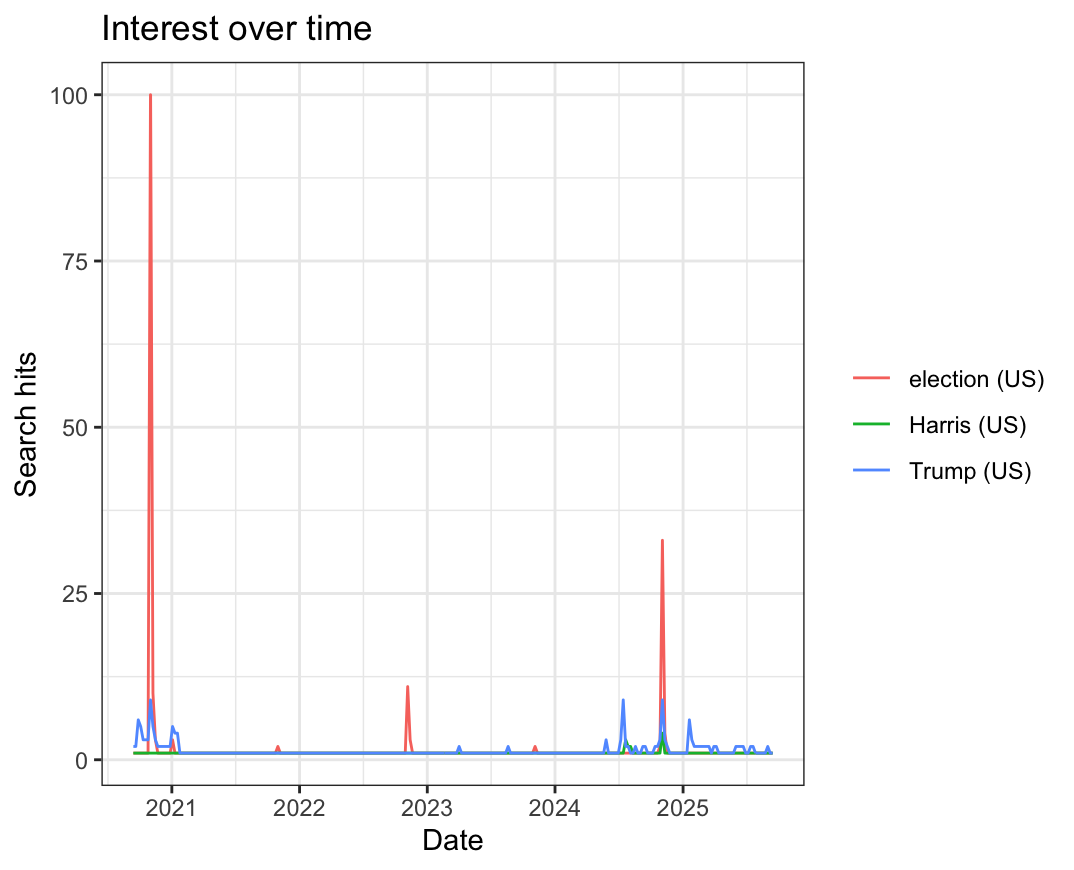 Interest over time
100
75
50
25
0
Search hits
2021 2022 2023 2024 2025
Date
election (US)
Harris (US)
Trump (US)